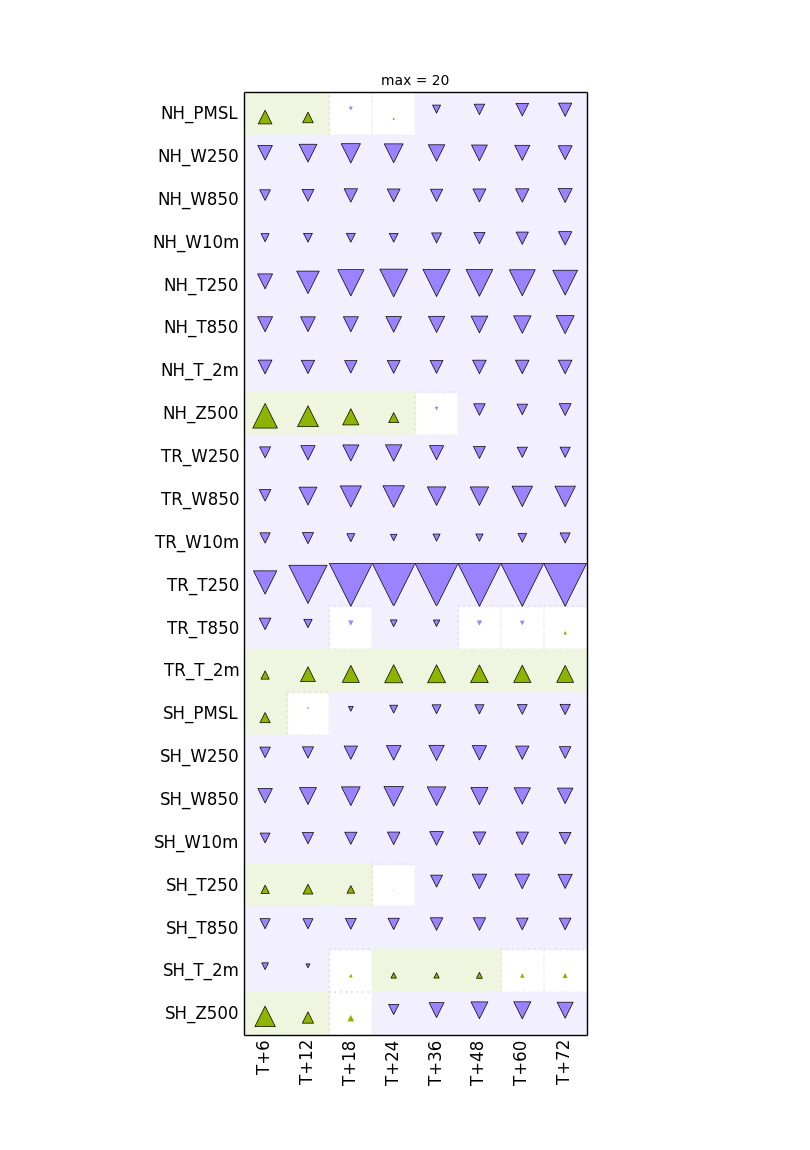 max = 20
NH_PMSL
NH_W250
NH_W850
NH_W10m
NH_T250
NH_T850
NH_T_2m
NH_Z500
TR_W250
TR_W850
TR_W10m
TR_T250
TR_T850
TR_T_2m
SH_PMSL
SH_W250
SH_W850
SH_W10m
SH_T250
SH_T850
SH_T_2m
SH_Z500
T+6
T+12
T+18
T+24
T+36
T+48
T+60
T+72